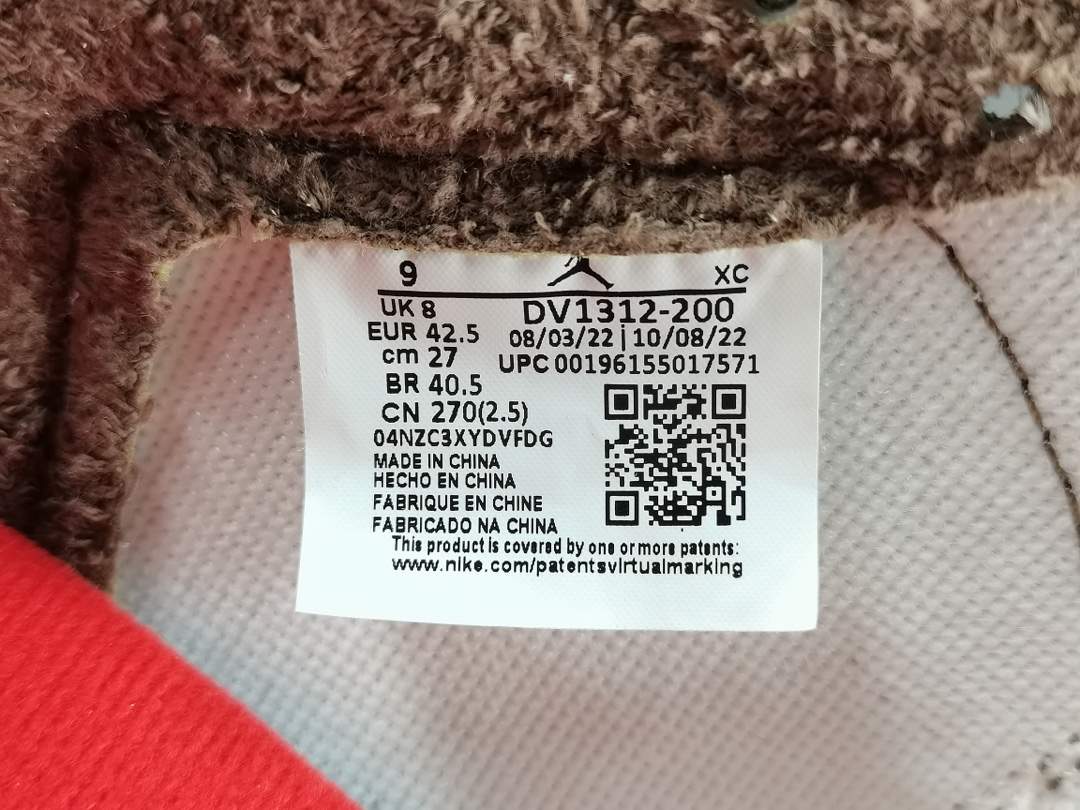 9 XC
UK 8 DV1312-200
EUR 42.5 08/03/22 | 10/08/22
cm 27 UPC 00196155017571
BR 40.5
CN 270(2.5)
04NZC3XYDVFDG
MADE IN CHINA
HECHO EN CHINA
FABRIQUE EN CHINE
FABRICADO NA CHINA
This product is covered by one or more patents:
www.nike.com/patentsvirtualmarking